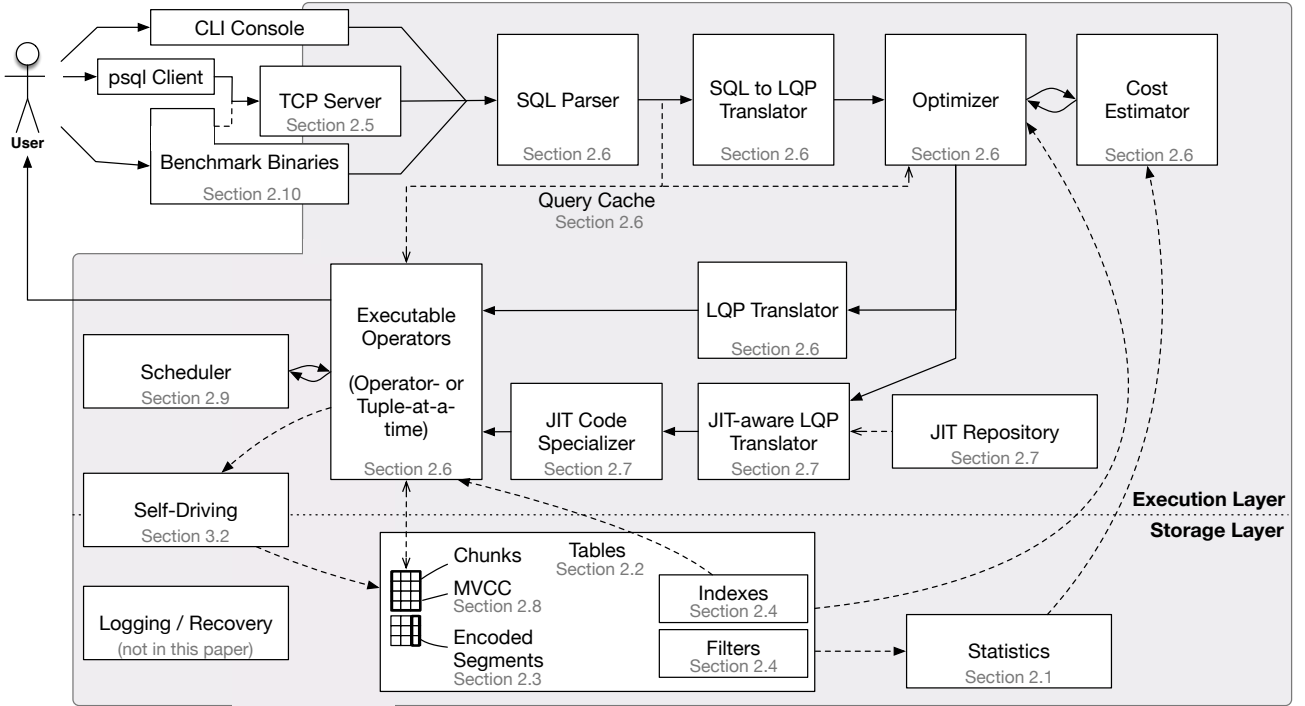 CLI Console
psql Client
TCP Server
Section 2.5
User
Benchmark Binaries
Section 2.10
SQL Parser
Section 2.6
SQL to LQP
Translator
Section 2.6
Optimizer
Section 2.6
Cost
Estimator
Section 2.6
Query Cache
Section 2.6
Executable
Operators
(Operator- or
Tuple-at-a-
time)
Section 2.6
LQP Translator
Section 2.6
Scheduler
Section 2.9
JIT Code
Specializer
Section 2.7
JIT-aware LQP
Translator
Section 2.7
JIT Repository
Section 2.7
Self-Driving
Section 3.2
Execution Layer
Storage Layer
Logging / Recovery
(not in this paper)
Chunks
MVCC
Section 2.8
Encoded
Segments
Section 2.3
Tables
Section 2.2
Indexes
Section 2.4
Filters
Section 2.4
Statistics
Section 2.1